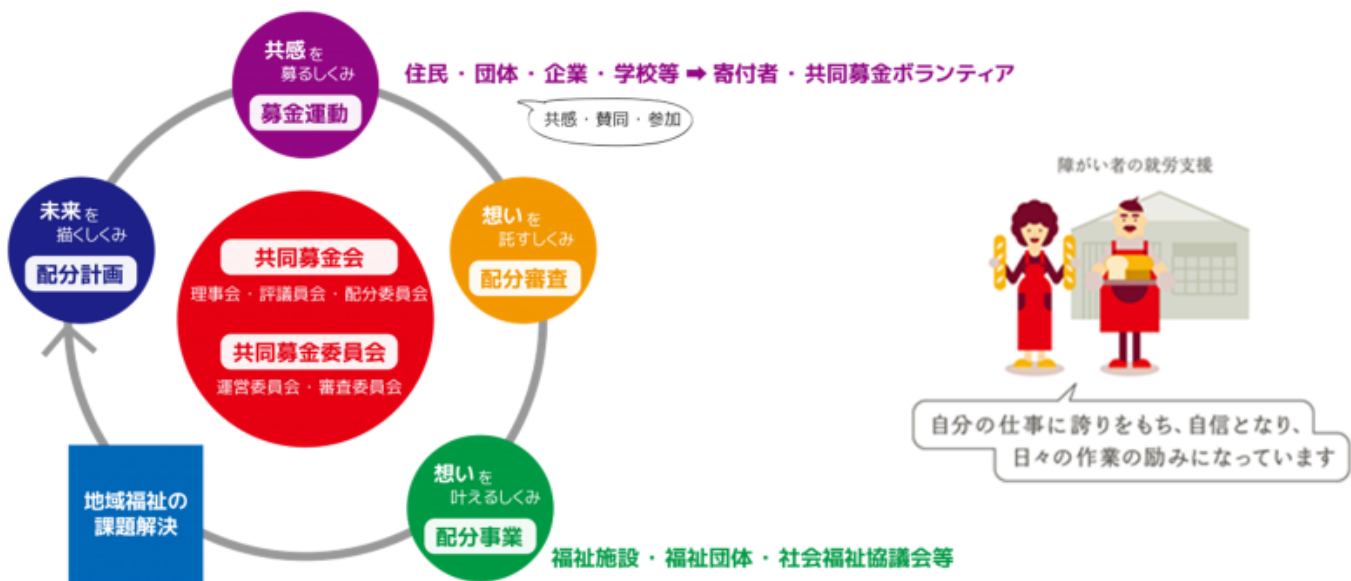 共感を
募るしくみ
募金運動
住民・団体・企業・学校等➡寄付者・共同募金ボランティア
共感・賛同・参加
未来を
描くしくみ
配分計画
想いを
託すしくみ
配分審査
共同募金会
理事会・評議員会・配分委員会
共同募金委員会
運営委員会・審査委員会
地域福祉の
課題解決
想いを
叶えるしくみ
配分事業
福祉施設・福祉団体・社会福祉協議会等
障がい者の就労支援
自分の仕事に誇りをもち、自信となり、
日々の作業の励みになっています